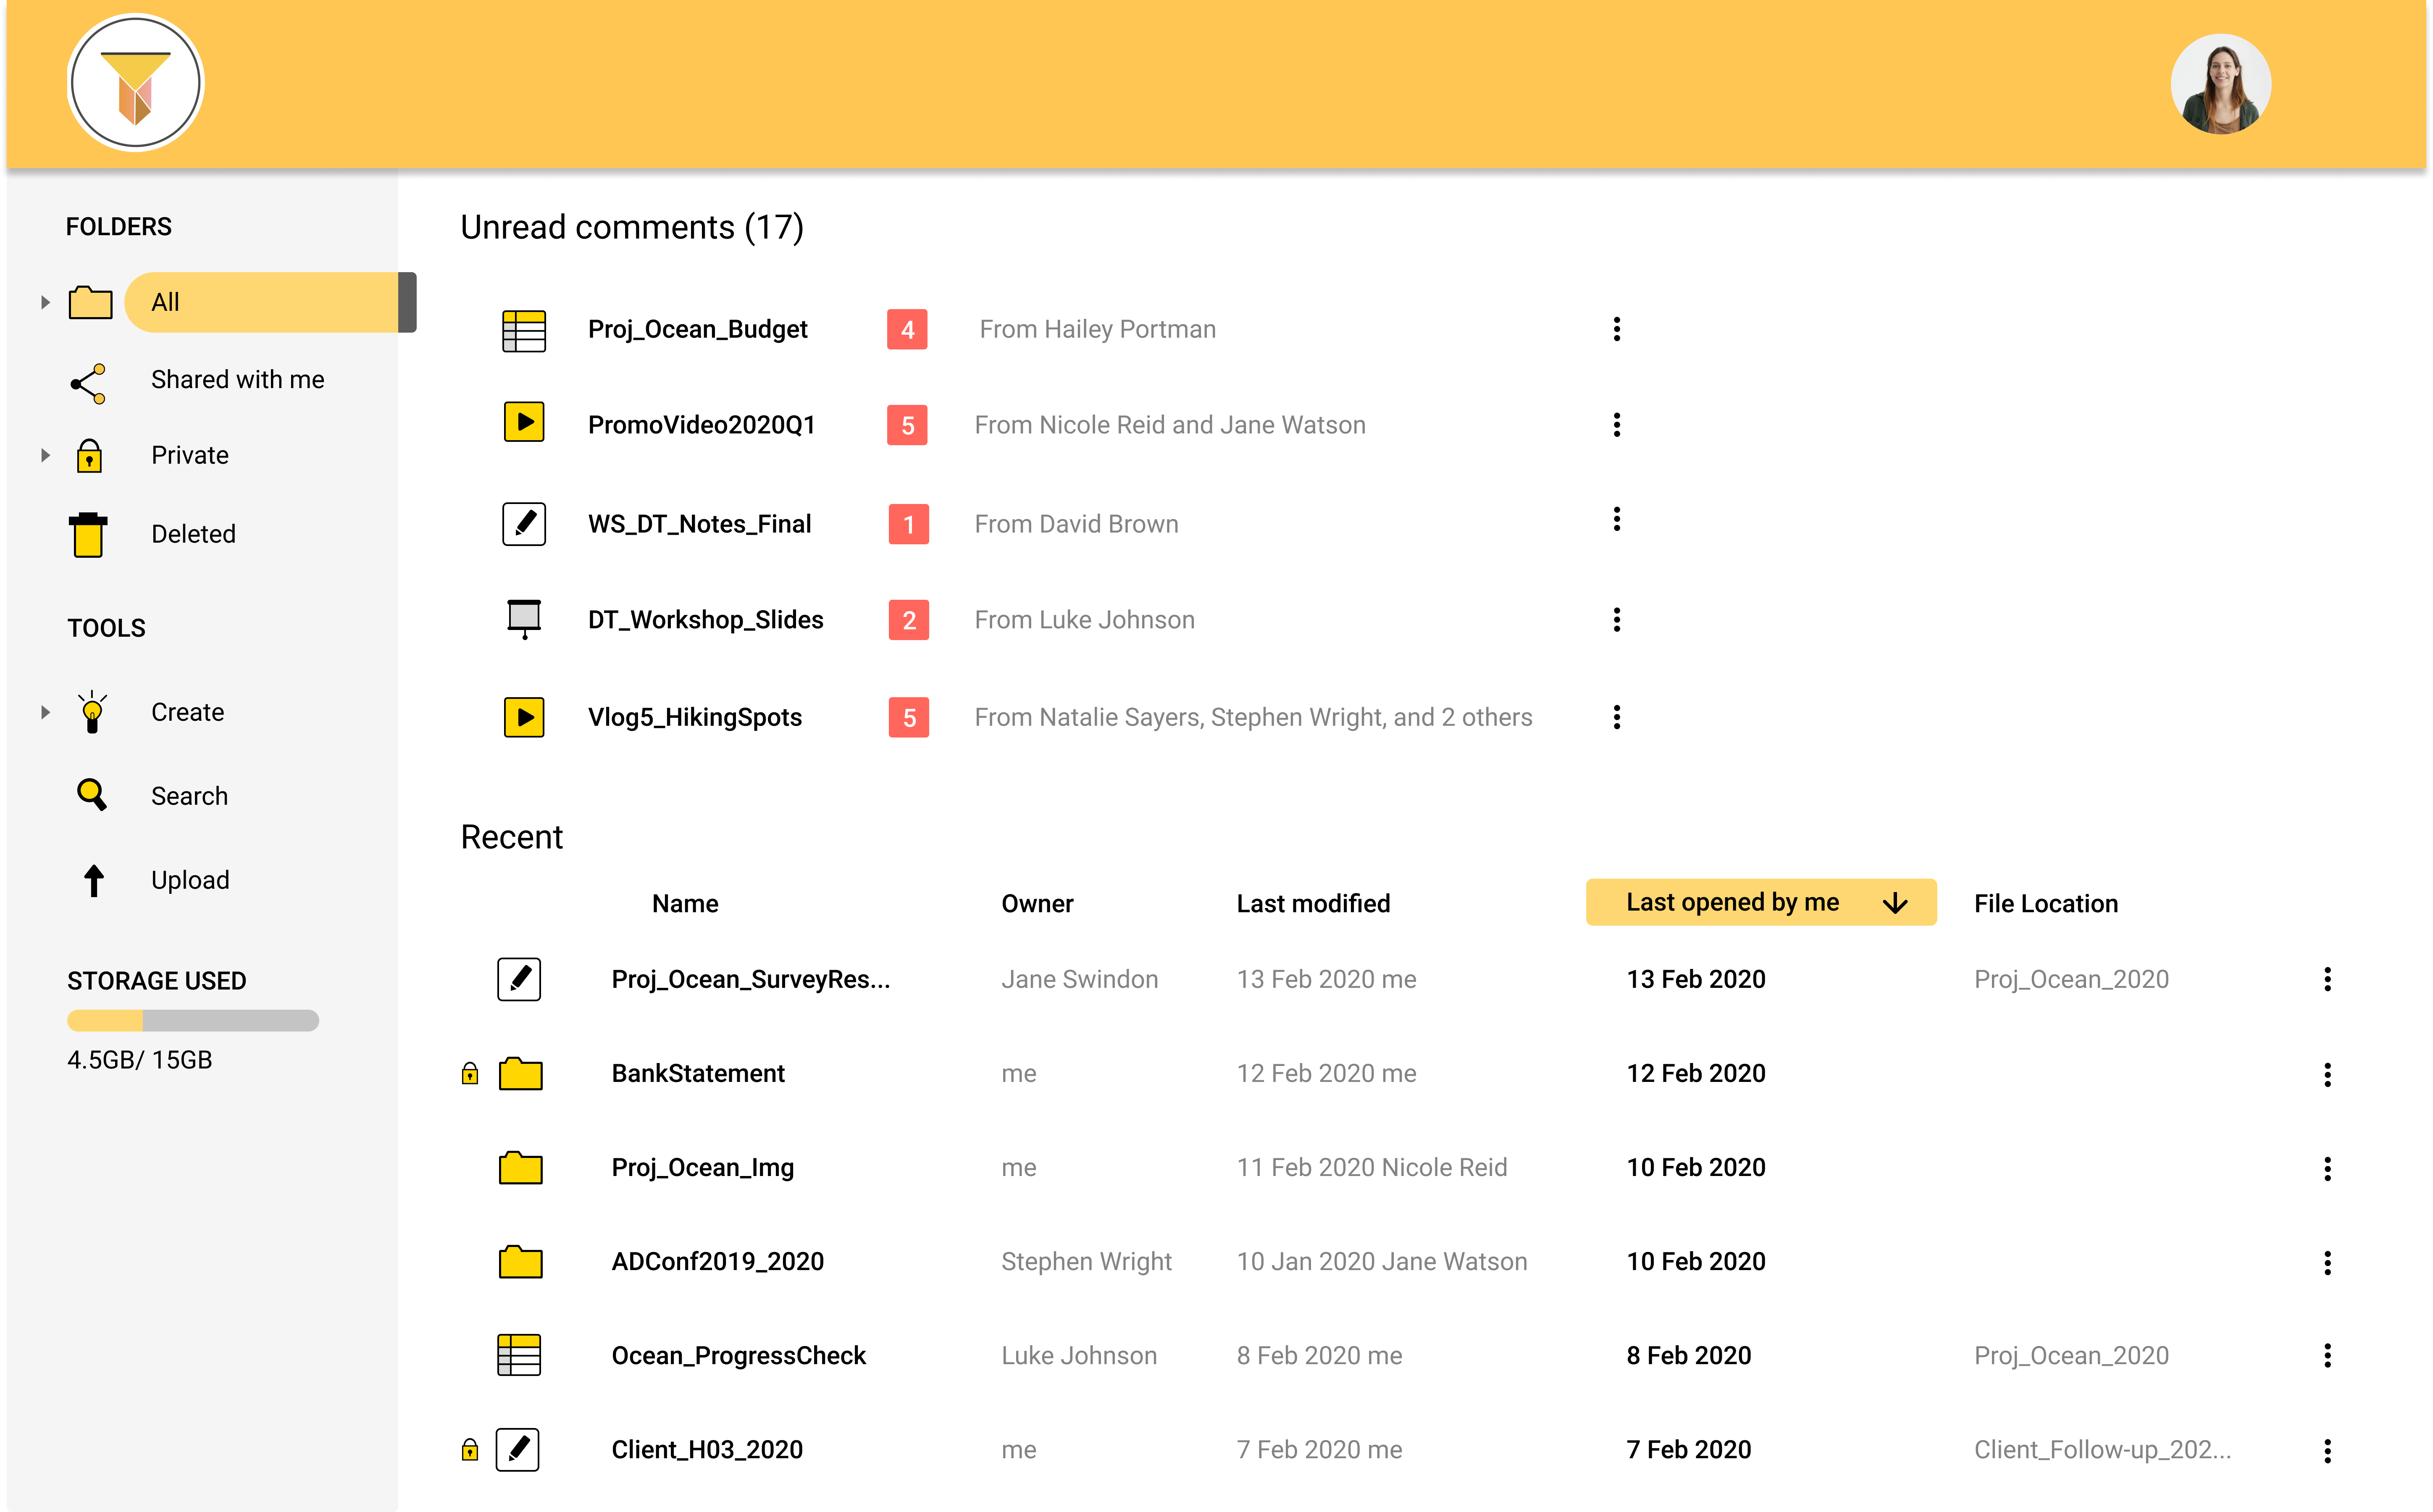 FOLDERS
All
Shared with me
Private
Deleted
TOOLS
Create
Search
Upload
STORAGE USED
4.5GB/ 15GB
Unread comments (17)
Proj_Ocean_Budget 4 From Hailey Portman
PromoVideo2020Q1 5 From Nicole Reid and Jane Watson
WS_DT_Notes_Final 1 From David Brown
DT_Workshop_Slides 2 From Luke Johnson
Vlog5_HikingSpots 5 From Natalie Sayers, Stephen Wright, and 2 others
Recent
Name Owner Last modified Last opened by me File Location
Proj_Ocean_SurveyRes... Jane Swindon 13 Feb 2020 me 13 Feb 2020 Proj_Ocean_2020
BankStatement me 12 Feb 2020 me 12 Feb 2020
Proj_Ocean_Img me 11 Feb 2020 Nicole Reid 10 Feb 2020
ADConf2019_2020 Stephen Wright 10 Jan 2020 Jane Watson 10 Feb 2020
Ocean_ProgressCheck Luke Johnson 8 Feb 2020 me 8 Feb 2020 Proj_Ocean_2020
Client_H03_2020 me 7 Feb 2020 me 7 Feb 2020 Client_Follow-up_202...